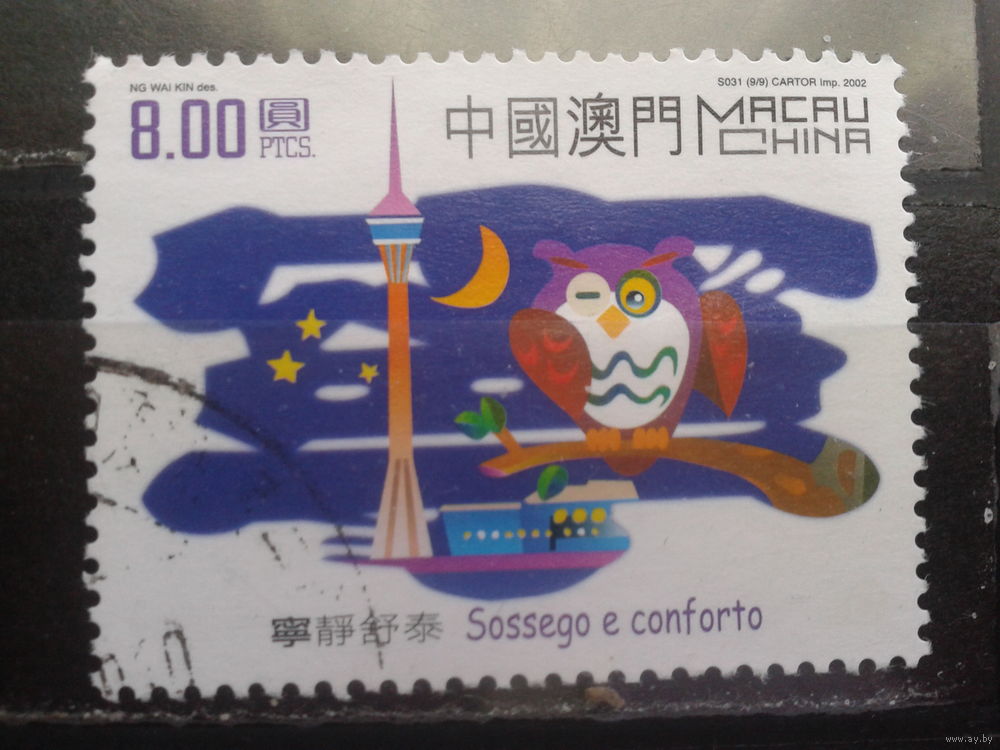 NG WAI KIN des.
S031 (9/9) CARTOR Imp. 2002
8.00 圓 PTCS.
中國澳門 MACAU CHINA
寧靜舒泰 Sossego e conforto
www.ay.by